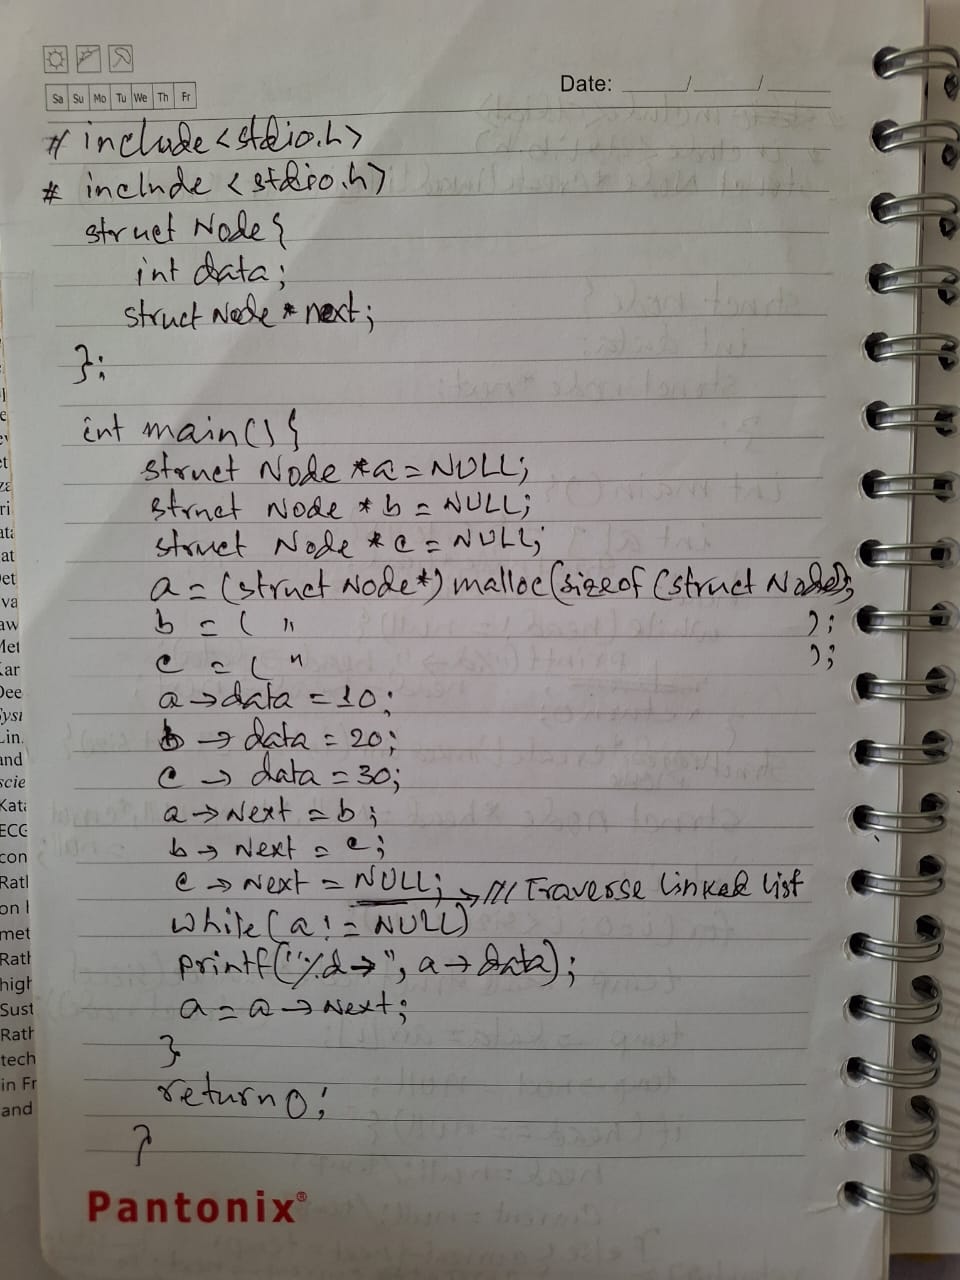 Date: ___/___/___
Sa Su Mo Tu We Th Fr
# include <stdio.h>
# include <stdio.h>
struct Node {
int data;
struct Node * next;
};
int main() {
struct Node *a = NULL;
struct Node * b = NULL;
struct Node * c = NULL;
a = (struct Node*) malloc(sizeof (struct Node);
b = ( " );
c = ( " );
a → data = 10;
b → data = 20;
c → data = 30;
a → Next = b;
b → Next = c;
c → Next = NULL; → /// Traverse linked list
while( a != NULL)
printf("%d→", a → data);
a = a → Next;
}
return 0;
}
Pantonix®